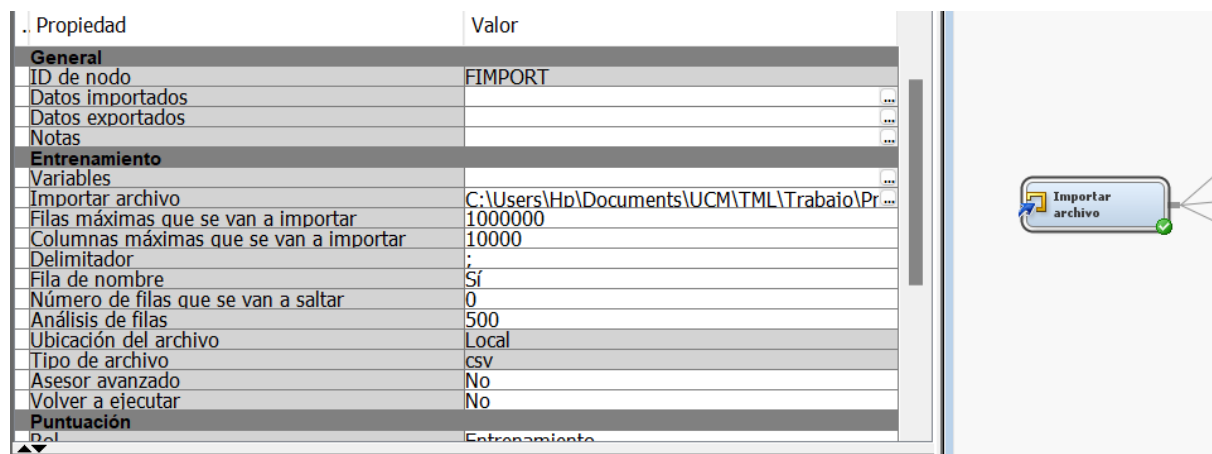 .. Propiedad Valor
General
ID de nodo FIMPORT
Datos importados ...
Datos exportados ...
Notas ...
Entrenamiento
Variables ...
Importar archivo C:\Users\Hp\Documents\UCM\TML\Trabajo\Pr ...
Filas máximas que se van a importar 1000000
Columnas máximas que se van a importar 10000
Delimitador ;
Fila de nombre Sí
Número de filas que se van a saltar 0
Análisis de filas 500
Ubicación del archivo Local
Tipo de archivo csv
Asesor avanzado No
Volver a ejecutar No
Puntuación
Rol Entrenamiento
Importar
archivo